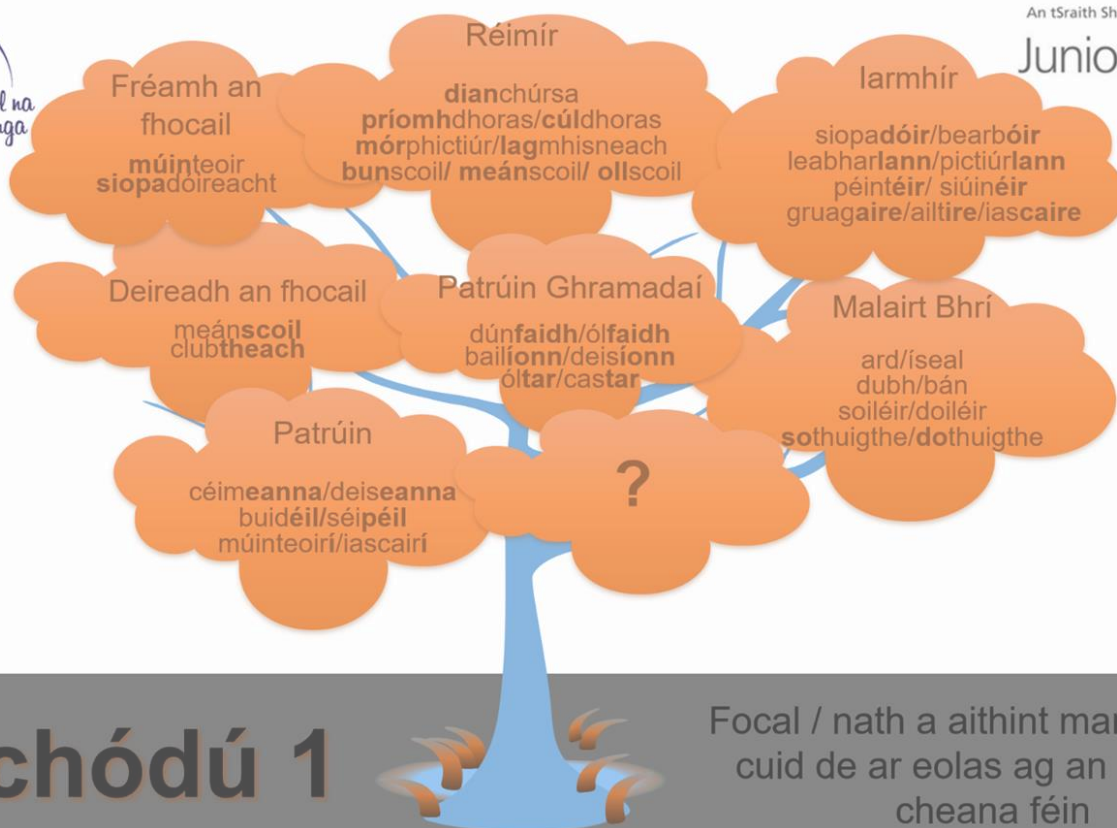 An tSraith Sh
Junio
l na
nga
Fréamh an
fhocail
múinteoir
siopadóireacht
Réimír
dianchúrsa
príomhdhoras/cúldhoras
mórphictiúr/lagmhisneach
bunscoil/ meánscoil/ ollscoil
Iarmhír
siopadóir/bearbóir
leabharlann/pictiúrlann
péintéir/ siúinéir
gruagaire/ailtire/iascaire
Deireadh an fhocail
meánscoil
clubtheach
Patrúin Ghramadaí
dúnfaidh/ólfaidh
bailíonn/deisíonn
óltar/castar
Malairt Bhrí
ard/íseal
dubh/bán
soiléir/doiléir
sothuigthe/dothuigthe
Patrúin
céimeanna/deiseanna
buidéil/séipéil
múinteoirí/iascairí
?
chódú 1
Focal / nath a aithint mar
cuid de ar eolas ag an
cheana féin